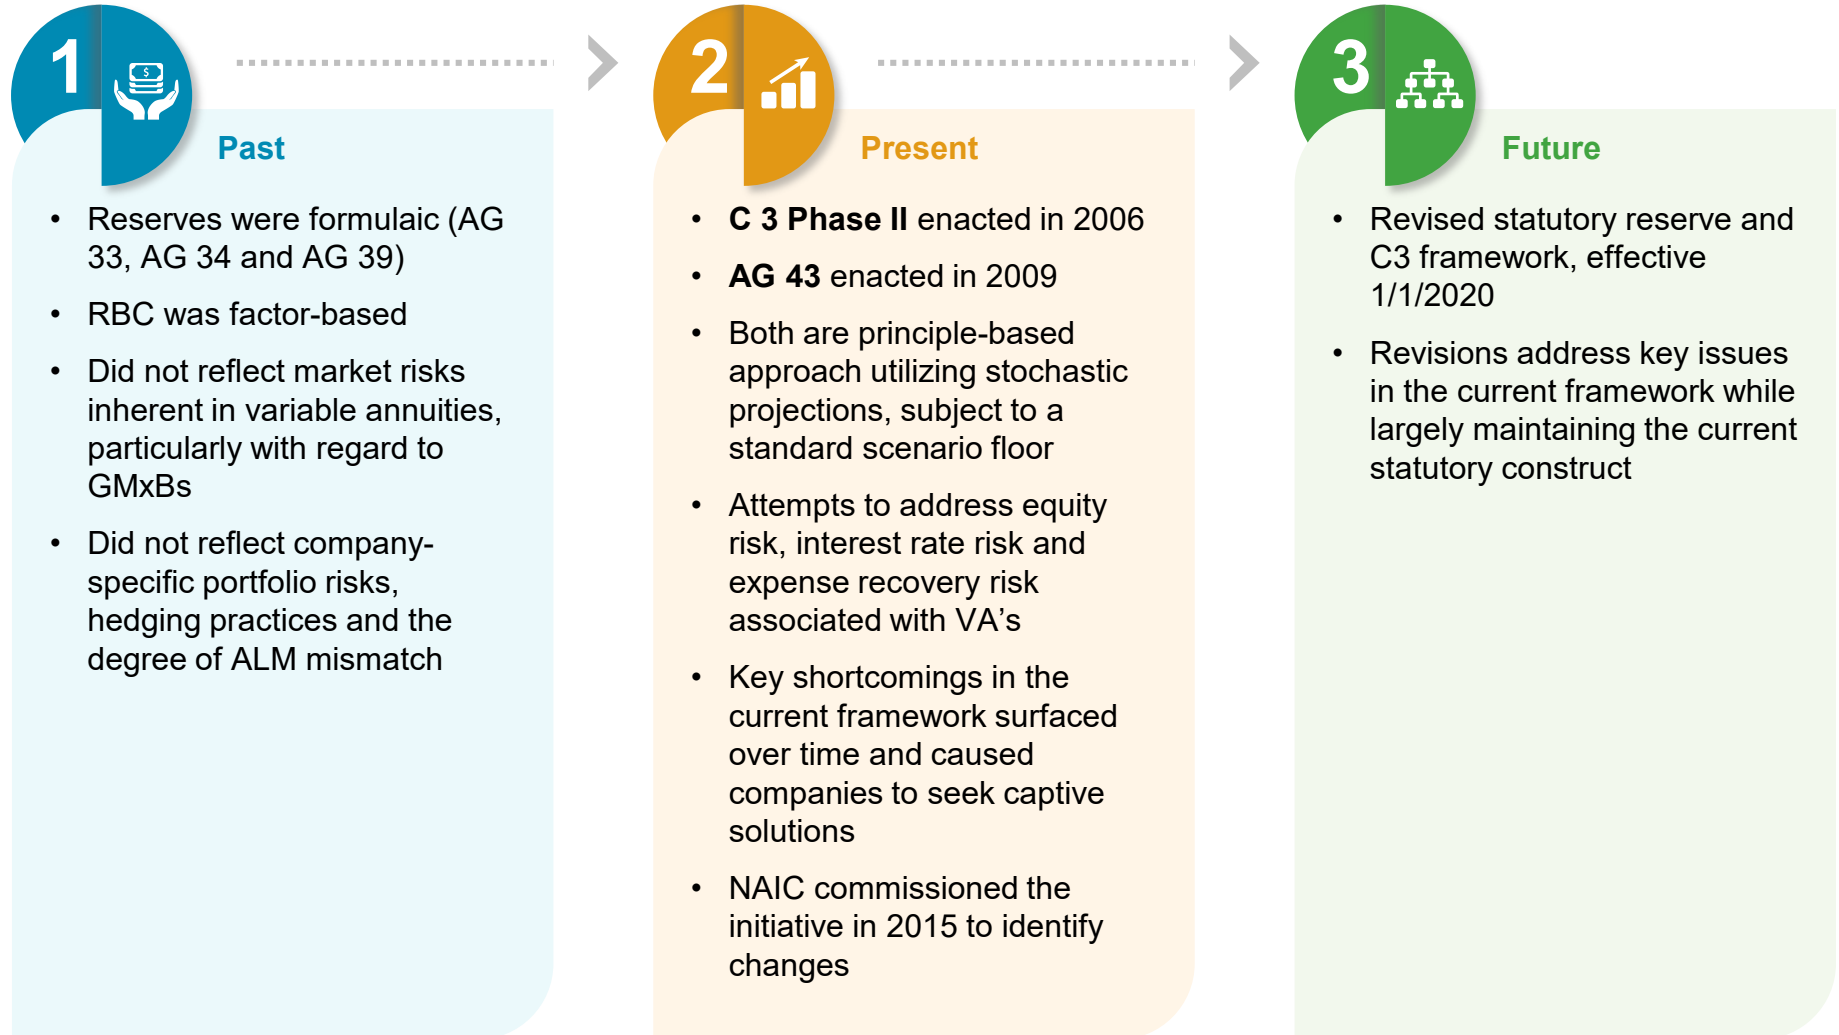 1
$
Past
• Reserves were formulaic (AG
33, AG 34 and AG 39)
• RBC was factor-based
• Did not reflect market risks
inherent in variable annuities,
particularly with regard to
GMxBs
• Did not reflect company-
specific portfolio risks,
hedging practices and the
degree of ALM mismatch
2
Present
• C 3 Phase II enacted in 2006
• AG 43 enacted in 2009
• Both are principle-based
approach utilizing stochastic
projections, subject to a
standard scenario floor
• Attempts to address equity
risk, interest rate risk and
expense recovery risk
associated with VA’s
• Key shortcomings in the
current framework surfaced
over time and caused
companies to seek captive
solutions
• NAIC commissioned the
initiative in 2015 to identify
changes
3
Future
• Revised statutory reserve and
C3 framework, effective
1/1/2020
• Revisions address key issues
in the current framework while
largely maintaining the current
statutory construct